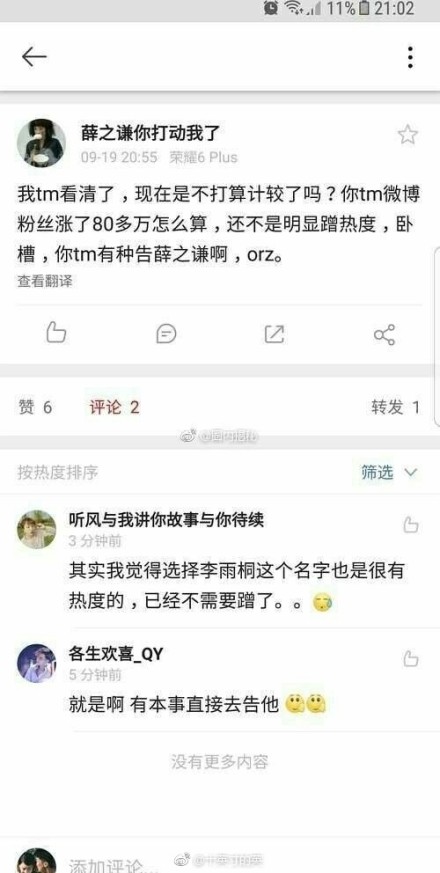 11% 21:02
薛之谦你打动我了
09-19 20:55 荣耀6 Plus
我tm看清了，现在是不打算计较了吗？你tm微博
粉丝涨了80多万怎么算，还不是明显蹭热度，卧
槽，你tm有种告薛之谦啊，orz。
查看翻译
赞 6 评论 2 转发 1
按热度排序 筛选
听风与我讲你故事与你待续
3 分钟前
其实我觉得选择李雨桐这个名字也是很有
热度的，已经不需要蹭了。。
各生欢喜_QY
5 分钟前
就是啊 有本事直接去告他
没有更多内容
添加评论...